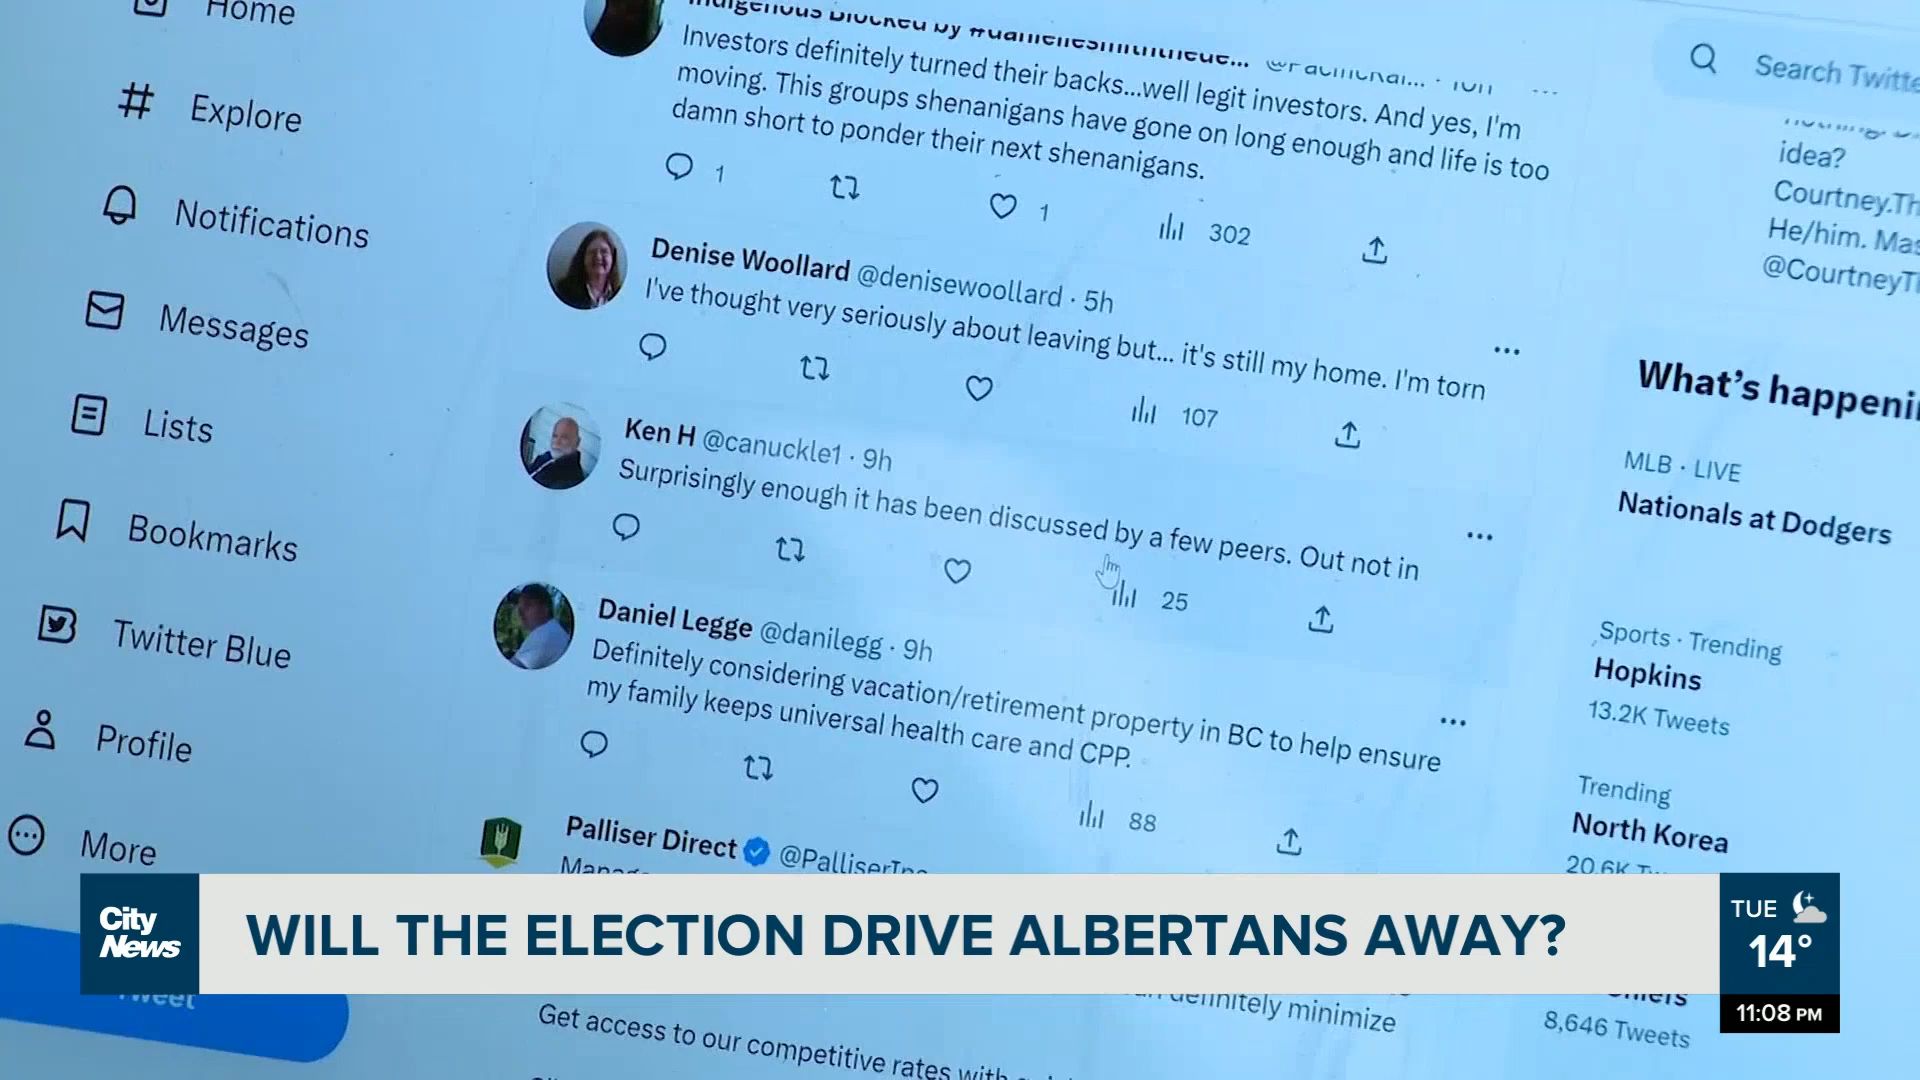 Home
Explore
Notifications
Messages
Lists
Bookmarks
Twitter Blue
Profile
More
Tweet
Indigenous Blocked by #daniellesmiththede...
Investors definitely turned their backs...well legit investors. And yes, I'm
moving. This groups shenanigans have gone on long enough and life is too
damn short to ponder their next shenanigans.
1
1
302
Denise Woollard @denisewoollard · 5h
I've thought very seriously about leaving but... it's still my home. I'm torn
107
Ken H @canuckle1 · 9h
Surprisingly enough it has been discussed by a few peers. Out not in
25
Daniel Legge @danilegg · 9h
Definitely considering vacation/retirement property in BC to help ensure
my family keeps universal health care and CPP.
88
Palliser Direct @PalliserInc
definitely minimize
Get access to our competitive rates with
Search Twitte
idea?
Courtney.Th
He/him. Mas
@CourtneyTh
What's happenin
MLB · LIVE
Nationals at Dodgers
Sports · Trending
Hopkins
13.2K Tweets
Trending
North Korea
20.6K
8,646 Tweets
City
News
WILL THE ELECTION DRIVE ALBERTANS AWAY?
TUE
14°
11:08 PM